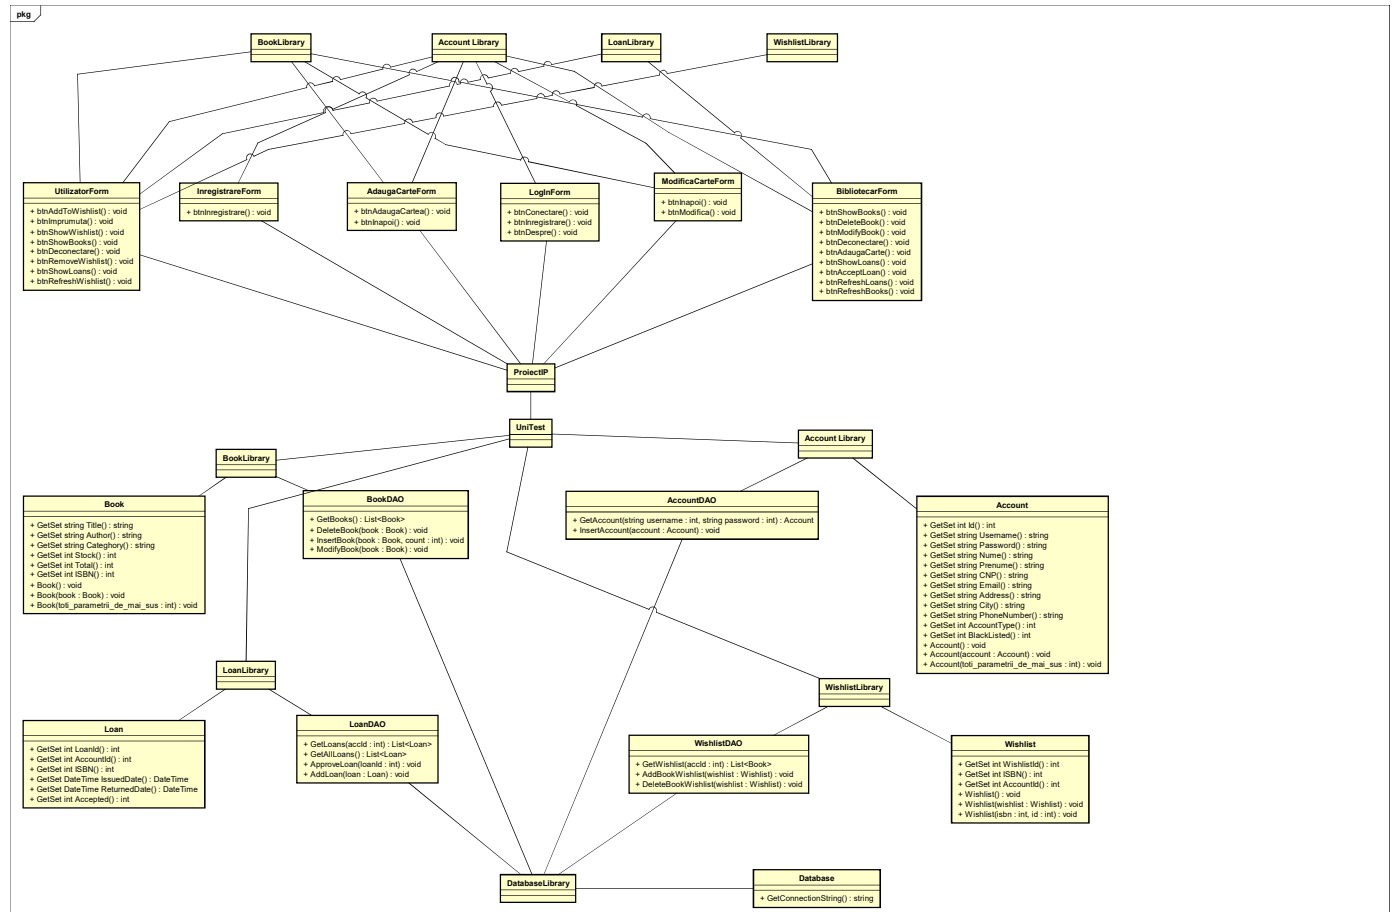 pkg
BookLibrary
Account Library
LoanLibrary
WishlistLibrary
UtilizatorForm
+ btnAddToWishlist() : void
+ btnImprumuta() : void
+ btnShowWishlist() : void
+ btnShowBooks() : void
+ btnDeconectare() : void
+ btnRemoveWishlist() : void
+ btnShowLoans() : void
+ btnRefreshWishlist() : void
InregistrareForm
+ btnInregistrare() : void
AdaugaCarteForm
+ btnAdaugaCartea() : void
+ btnInapoi() : void
LogInForm
+ btnConectare() : void
+ btnInregistrare() : void
+ btnDespre() : void
ModificaCarteForm
+ btnInapoi() : void
+ btnModifica() : void
BibliotecarForm
+ btnShowBooks() : void
+ btnDeleteBook() : void
+ btnModifyBook() : void
+ btnDeconectare() : void
+ btnAdaugaCarte() : void
+ btnShowLoans() : void
+ btnAcceptLoan() : void
+ btnRefreshLoans() : void
+ btnRefreshBooks() : void
ProiectIP
UniTest
BookLibrary
Account Library
Book
+ GetSet string Title() : string
+ GetSet string Author() : string
+ GetSet string Categhory() : string
+ GetSet int Stock() : int
+ GetSet int Total() : int
+ GetSet int ISBN() : int
+ Book() : void
+ Book(book : Book) : void
+ Book(toti_parametrii_de_mai_sus : int) : void
BookDAO
+ GetBooks() : List<Book>
+ DeleteBook(book : Book) : void
+ InsertBook(book : Book, count : int) : void
+ ModifyBook(book : Book) : void
AccountDAO
+ GetAccount(string username : int, string password : int) : Account
+ InsertAccount(account : Account) : void
Account
+ GetSet int Id() : int
+ GetSet string Username() : string
+ GetSet string Password() : string
+ GetSet string Nume() : string
+ GetSet string Prenume() : string
+ GetSet string CNP() : string
+ GetSet string Email() : string
+ GetSet string Address() : string
+ GetSet string City() : string
+ GetSet string PhoneNumber() : string
+ GetSet int AccountType() : int
+ GetSet int BlackListed() : int
+ Account() : void
+ Account(account : Account) : void
+ Account(toti_parametrii_de_mai_sus : int) : void
LoanLibrary
WishlistLibrary
Loan
+ GetSet int LoanId() : int
+ GetSet int AccountId() : int
+ GetSet int ISBN() : int
+ GetSet DateTime IssuedDate() : DateTime
+ GetSet DateTime ReturnedDate() : DateTime
+ GetSet int Accepted() : int
LoanDAO
+ GetLoans(accId : int) : List<Loan>
+ GetAllLoans() : List<Loan>
+ ApproveLoan(loanId : int) : void
+ AddLoan(loan : Loan) : void
WishlistDAO
+ GetWishlist(accId : int) : List<Book>
+ AddBookWishlist(wishlist : Wishlist) : void
+ DeleteBookWishlist(wishlist : Wishlist) : void
Wishlist
+ GetSet int WishlistId() : int
+ GetSet int ISBN() : int
+ GetSet int AccountId() : int
+ Wishlist() : void
+ Wishlist(wishlist : Wishlist) : void
+ Wishlist(isbn : int, id : int) : void
DatabaseLibrary
Database
+ GetConnectionString() : string